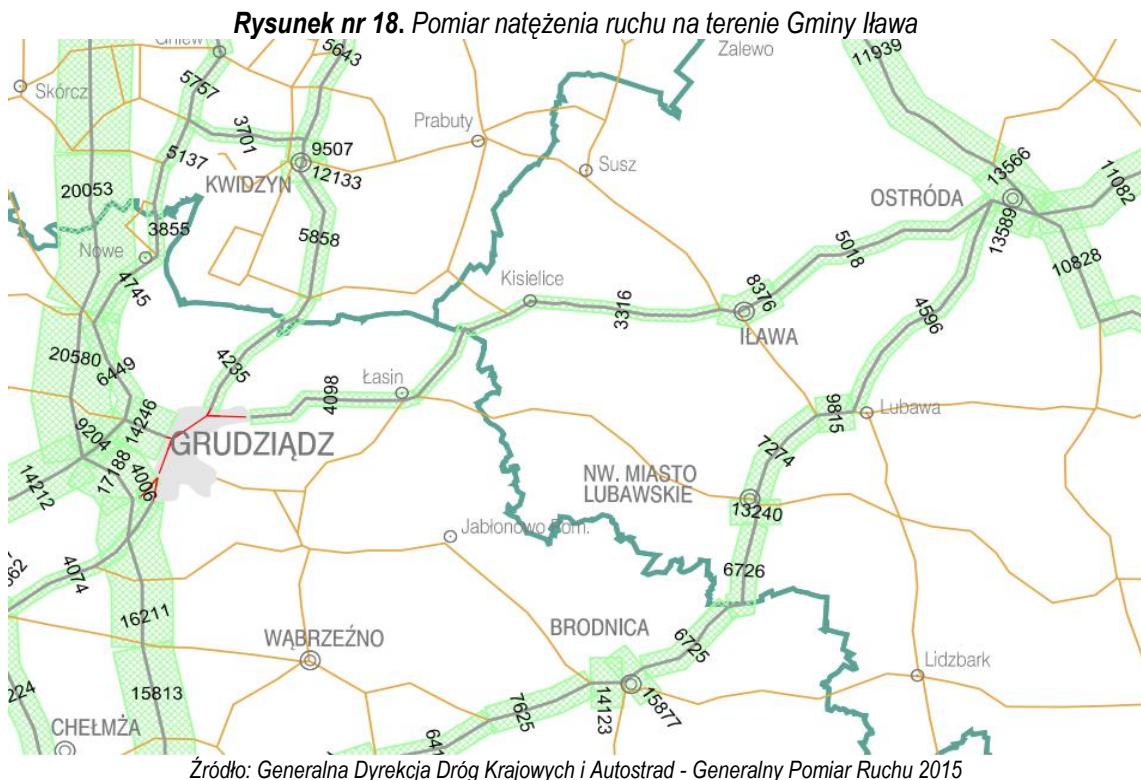 Rysunek nr 18. Pomiar natężenia ruchu na terenie Gminy Iława
Gniew
5643
Zalewo
11939
Skórcz
5757
3701
Prabuty
9507
12133
5137
KWIDZYN
Susz
20053
3855
5858
Nowe
4745
OSTRÓDA
13566
13589
11082
10828
5018
Kisielice
3316
8376
IŁAWA
4596
20580
6449
4235
Łasin
4098
14246
9204
GRUDZIĄDZ
17188
4006
14212
9815
Lubawa
7274
NW. MIASTO
LUBAWSKIE
13240
Jabłonowo Pom.
6726
4074
16211
WĄBRZEŹNO
BRODNICA
6725
Lidzbark
15813
14123
15877
7625
CHEŁMŻA
Źródło: Generalna Dyrekcja Dróg Krajowych i Autostrad - Generalny Pomiar Ruchu 2015